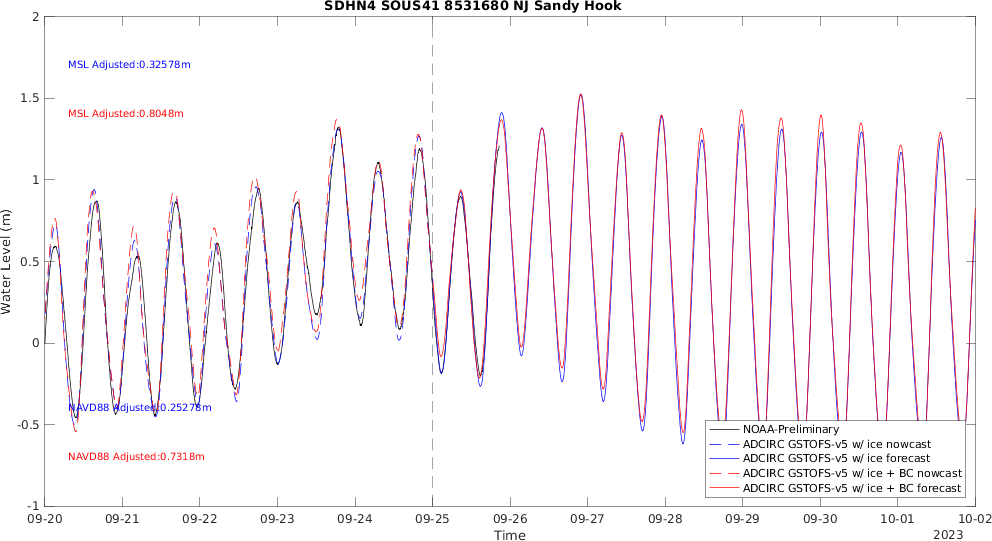 SDHN4 SOUS41 8531680 NJ Sandy Hook
2
1.5
1
0.5
0
-0.5
-1
Water Level (m)
MSL Adjusted:0.32578m
MSL Adjusted:0.8048m
NAVD88 Adjusted:0.25278m
NAVD88 Adjusted:0.7318m
NOAA-Preliminary
ADCIRC GSTOFS-v5 w/ ice nowcast
ADCIRC GSTOFS-v5 w/ ice forecast
ADCIRC GSTOFS-v5 w/ ice + BC nowcast
ADCIRC GSTOFS-v5 w/ ice + BC forecast
09-20 09-21 09-22 09-23 09-24 09-25 09-26 09-27 09-28 09-29 09-30 10-01 10-02
Time
2023